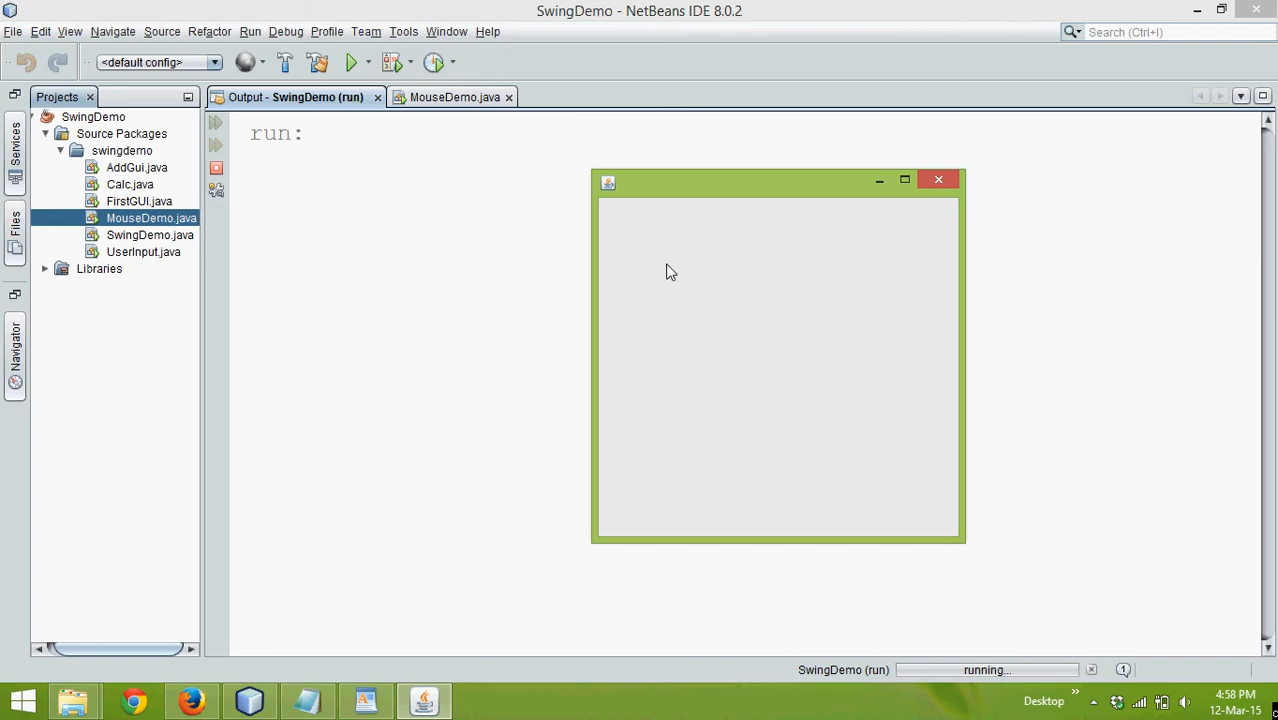 SwingDemo - NetBeans IDE 8.0.2
File Edit View Navigate Source Refactor Run Debug Profile Team Tools Window Help
Search (Ctrl+I)
<default config>
Projects
Output - SwingDemo (run)
MouseDemo.java
Services
Files
Navigator
SwingDemo
Source Packages
swingdemo
AddGui.java
Calc.java
FirstGUI.java
MouseDemo.java
SwingDemo.java
UserInput.java
Libraries
run:
SwingDemo (run)
running...
1
Desktop
4:58 PM
12-Mar-15